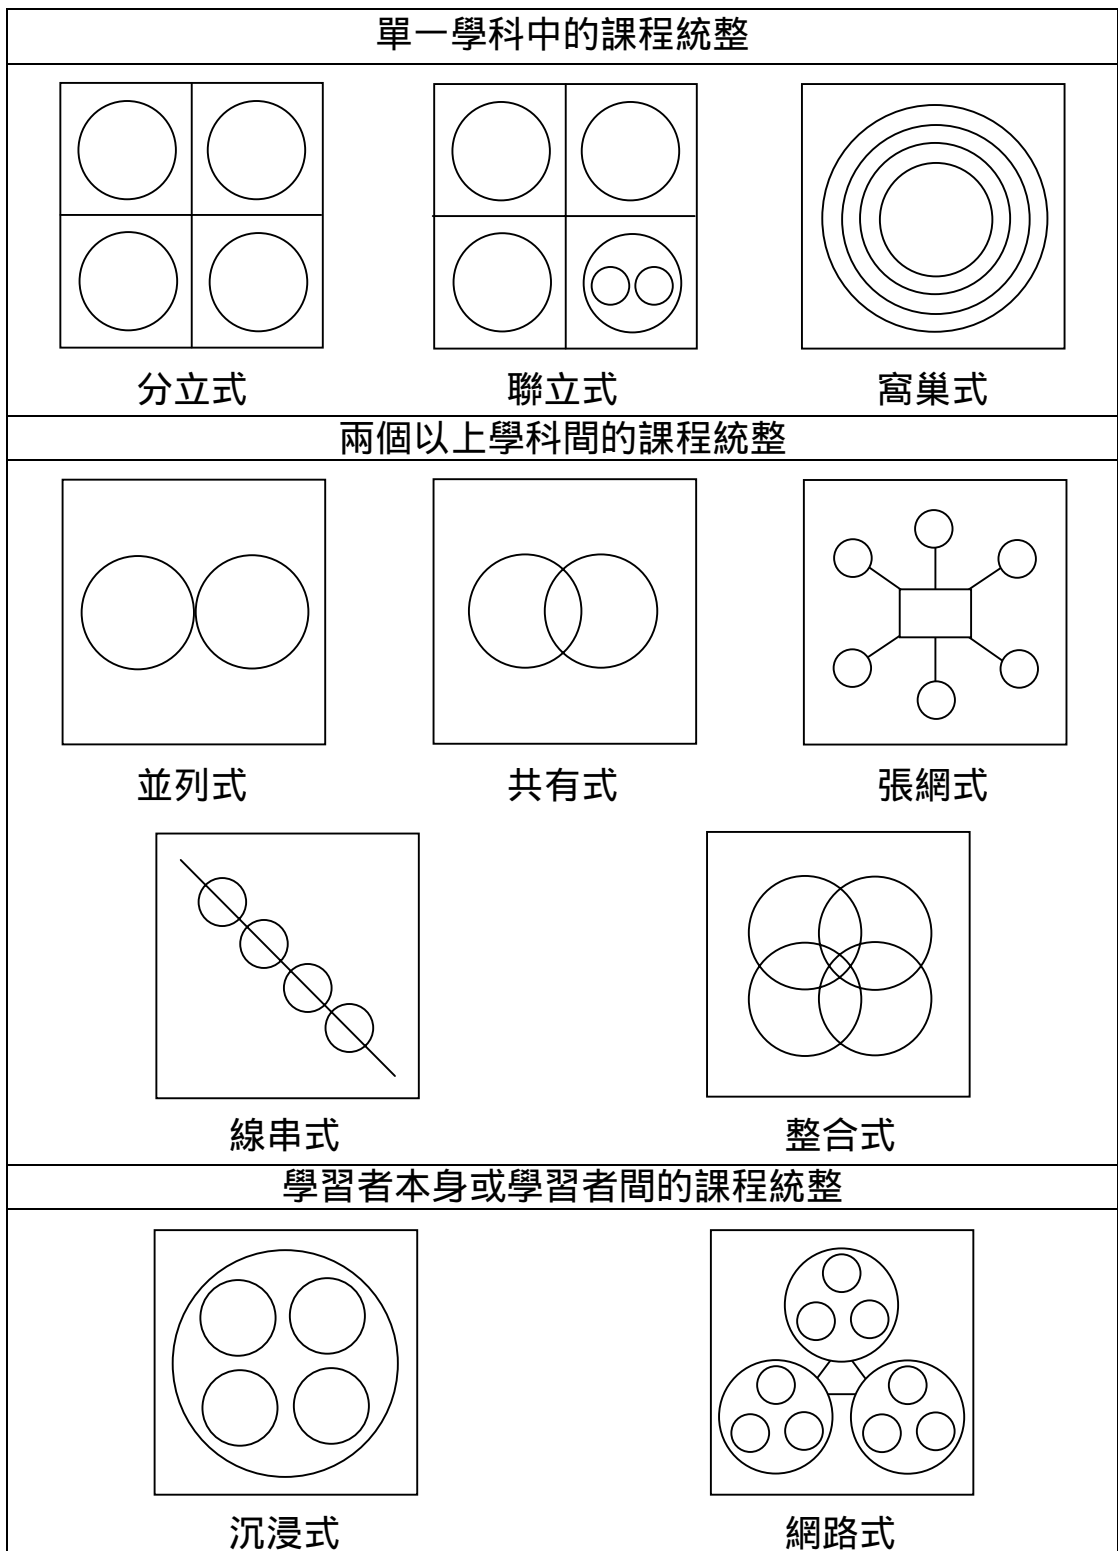 單一學科中的課程統整
分立式 聯立式 窩巢式
兩個以上學科間的課程統整
並列式 共有式 張網式
線串式 整合式
學習者本身或學習者間的課程統整
沉浸式 網路式